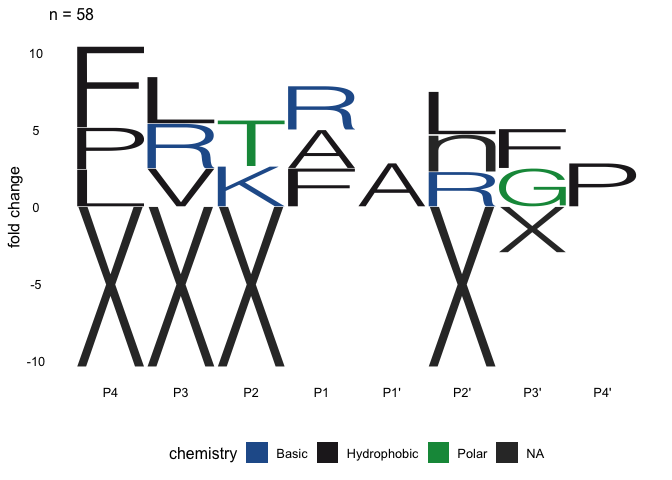 n = 58
fold change
10
5
0
-5
-10
F L R L
P R T A n F
L V K F A R G P
X X X X X
P4 P3 P2 P1 P1' P2' P3' P4'
chemistry Basic Hydrophobic Polar NA